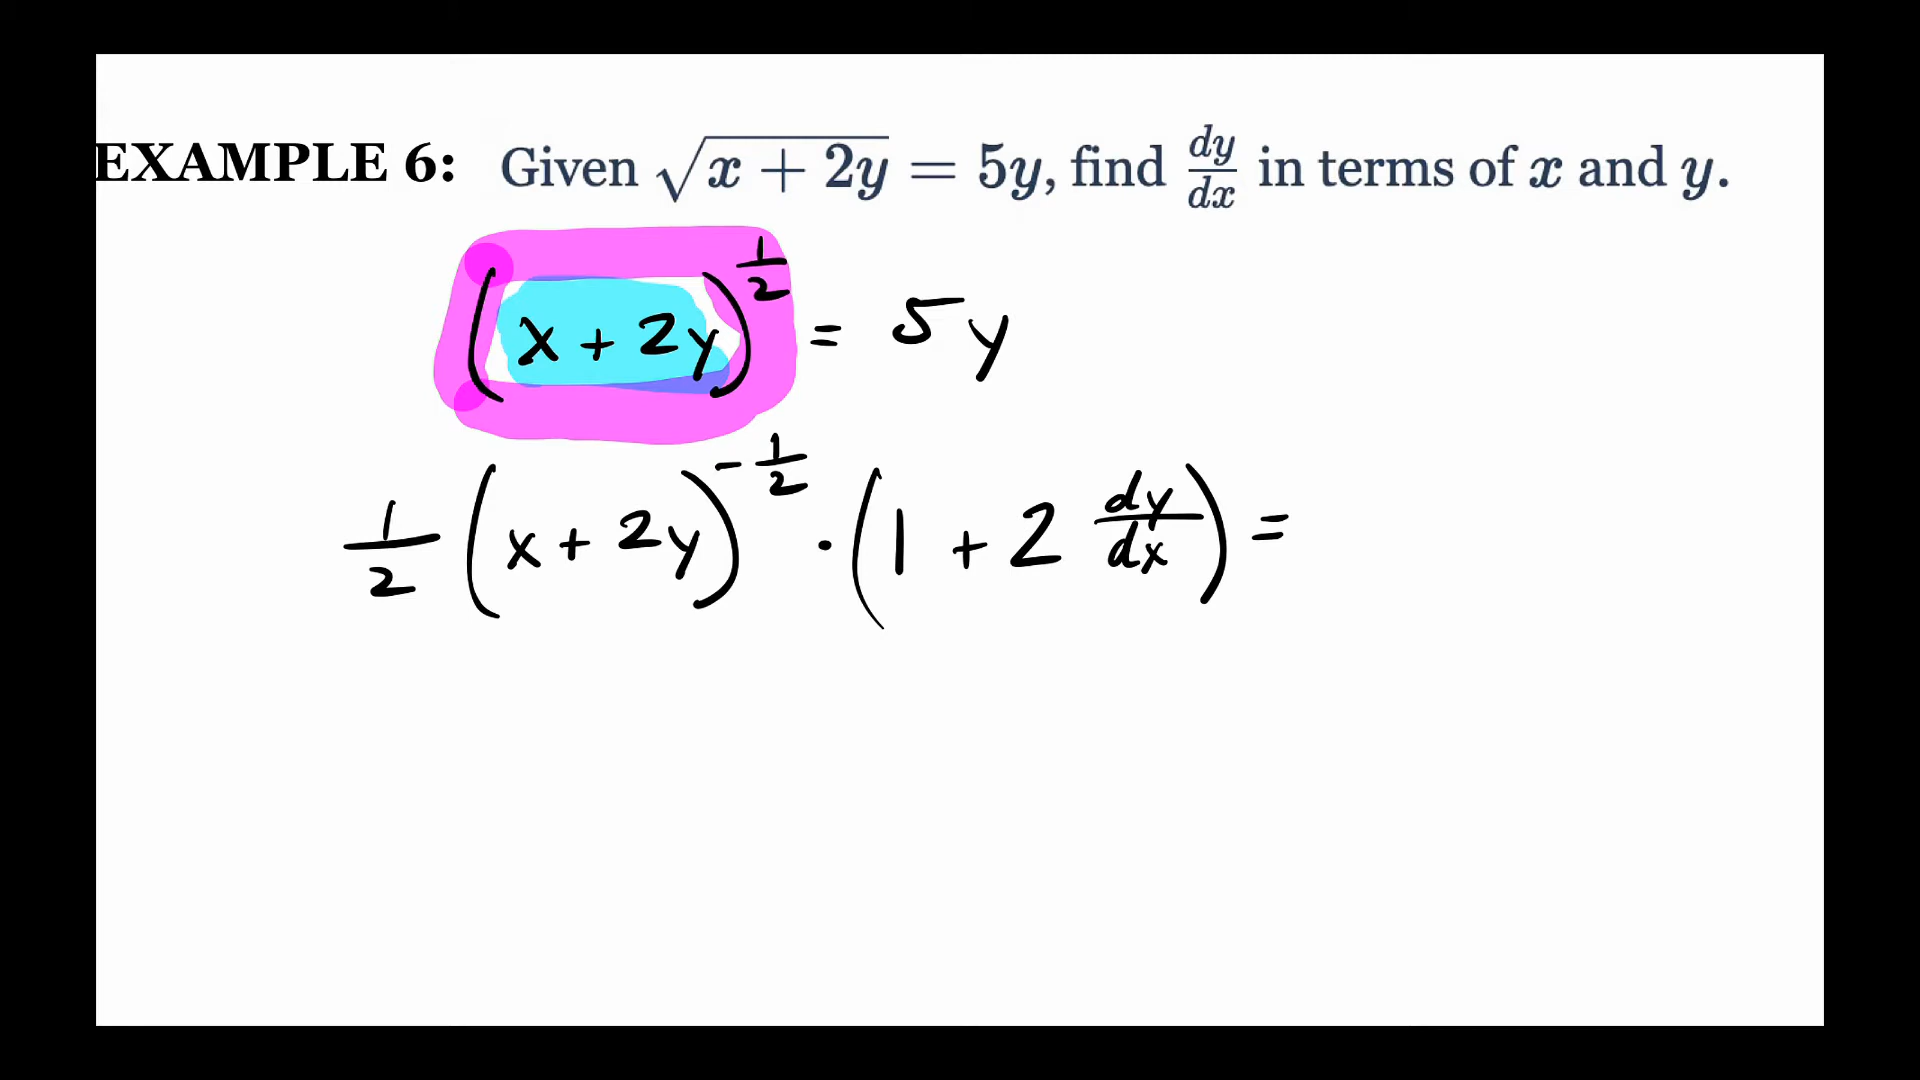 EXAMPLE 6: Given √(x + 2y) = 5y, find dy/dx in terms of x and y.
(x + 2y)^(1/2) = 5y
1/2 (x + 2y)^(-1/2) · (1 + 2 dy/dx) =